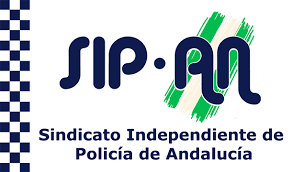 SIP·AN
Sindicato Independiente de
Policía de Andalucía